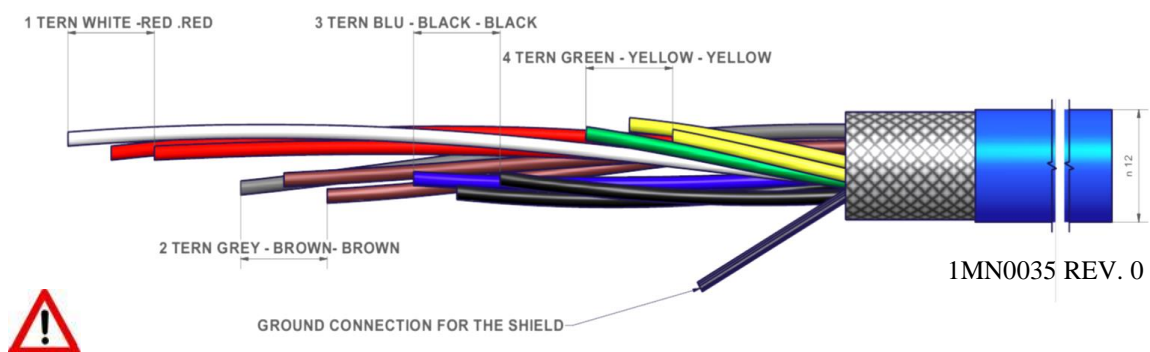 1 TERN WHITE -RED .RED
3 TERN BLU - BLACK - BLACK
4 TERN GREEN - YELLOW - YELLOW
n 12
2 TERN GREY - BROWN- BROWN
1MN0035 REV. 0
GROUND CONNECTION FOR THE SHIELD
!